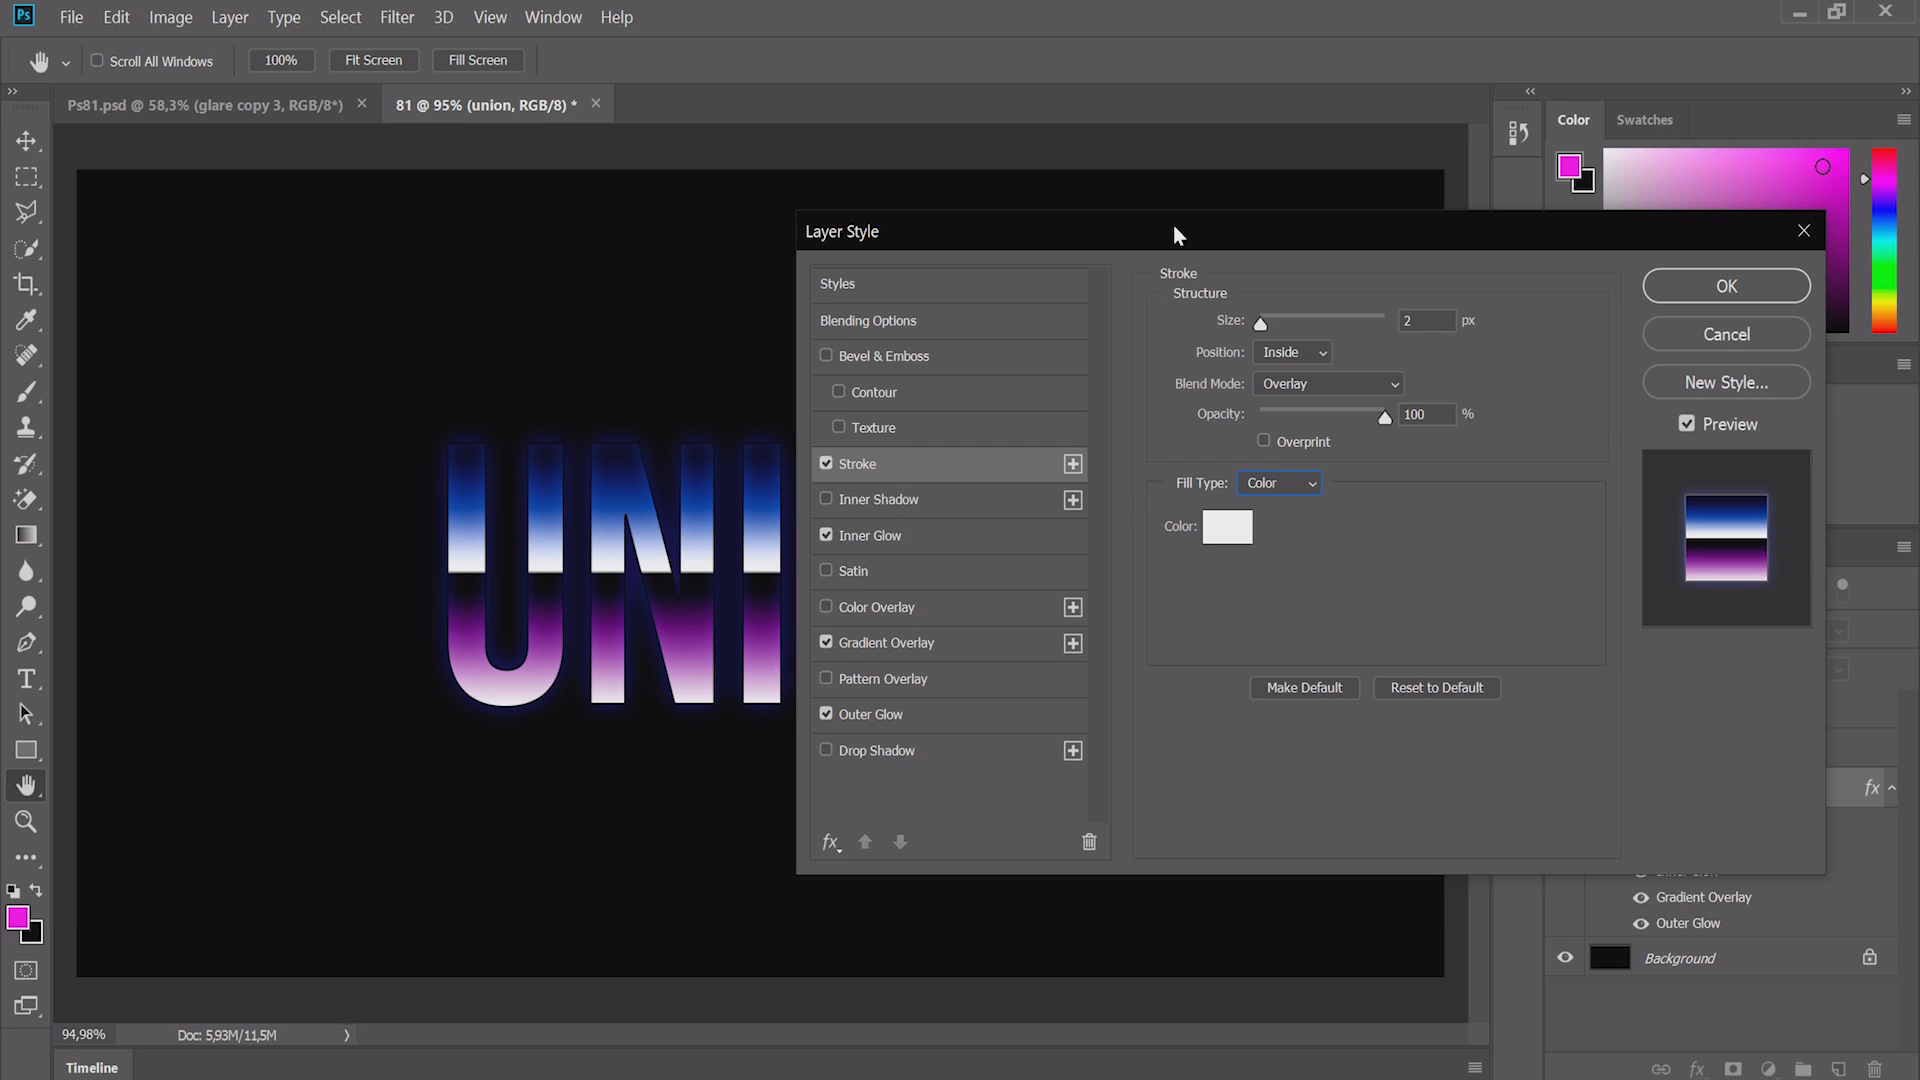 Ps File Edit Image Layer Type Select Filter 3D View Window Help
Scroll All Windows 100% Fit Screen Fill Screen
Ps81.psd @ 58,3% (glare copy 3, RGB/8*) 81 @ 95% (union, RGB/8) *
Color Swatches
UNI
Layer Style
Styles
Blending Options
Bevel & Emboss
Contour
Texture
Stroke
Inner Shadow
Inner Glow
Satin
Color Overlay
Gradient Overlay
Pattern Overlay
Outer Glow
Drop Shadow
fx
Stroke
Structure
Size: 2 px
Position: Inside
Blend Mode: Overlay
Opacity: 100 %
Overprint
Fill Type: Color
Color:
Make Default Reset to Default
OK
Cancel
New Style...
Preview
fx
Gradient Overlay
Outer Glow
Background
94,98% Doc: 5,93M/11,5M
Timeline
fx